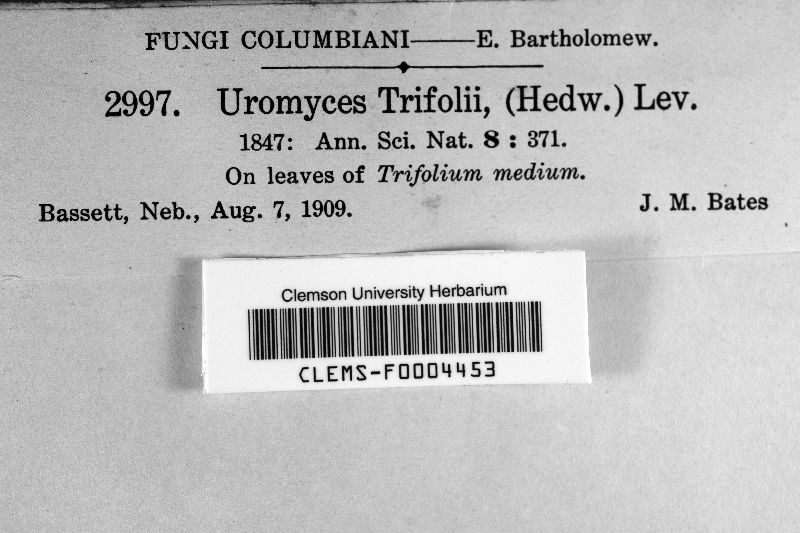 FUNGI COLUMBIANI——E. Bartholomew.
2997. Uromyces Trifolii, (Hedw.) Lev.
1847: Ann. Sci. Nat. 8 : 371.
On leaves of Trifolium medium.
Bassett, Neb., Aug. 7, 1909. J. M. Bates
Clemson University Herbarium
CLEMS-F0004453